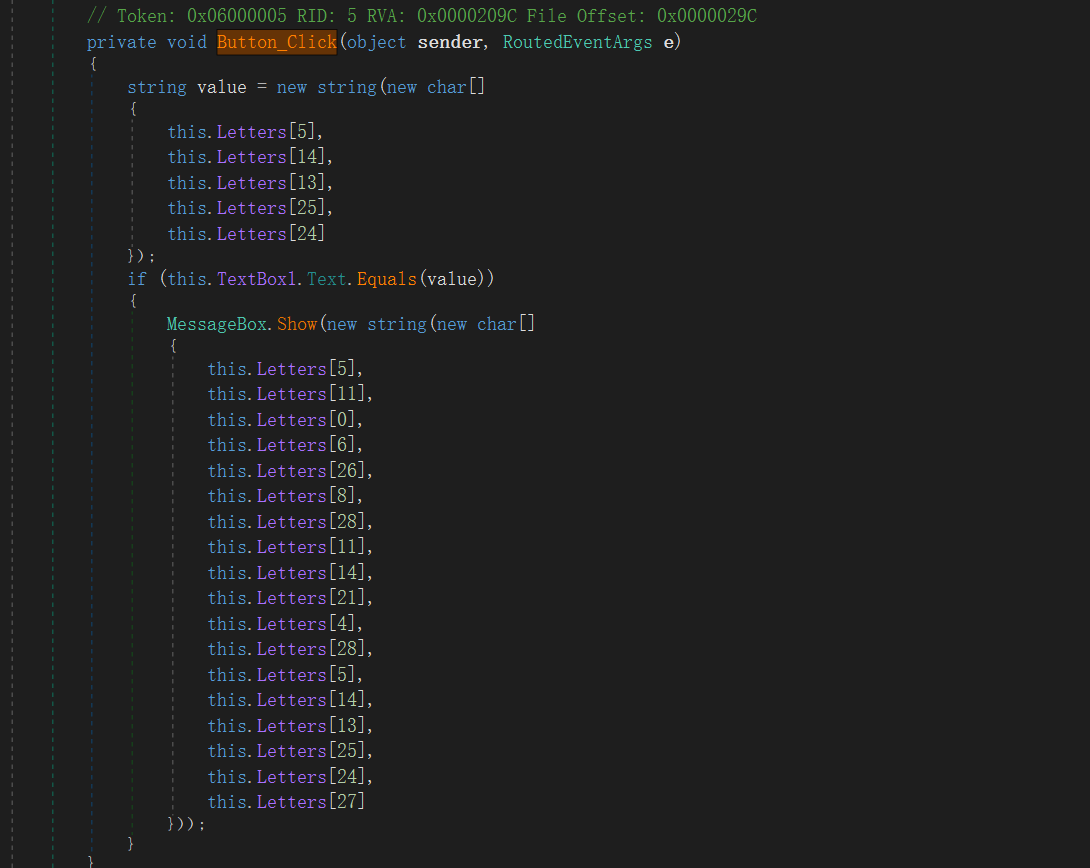 // Token: 0x06000005 RID: 5 RVA: 0x0000209C File Offset: 0x0000029C
private void Button_Click(object sender, RoutedEventArgs e)
{
string value = new string(new char[]
{
this.Letters[5],
this.Letters[14],
this.Letters[13],
this.Letters[25],
this.Letters[24]
});
if (this.TextBox1.Text.Equals(value))
{
MessageBox.Show(new string(new char[]
{
this.Letters[5],
this.Letters[11],
this.Letters[0],
this.Letters[6],
this.Letters[26],
this.Letters[8],
this.Letters[28],
this.Letters[11],
this.Letters[14],
this.Letters[21],
this.Letters[4],
this.Letters[28],
this.Letters[5],
this.Letters[14],
this.Letters[13],
this.Letters[25],
this.Letters[24],
this.Letters[27]
}));
}
}